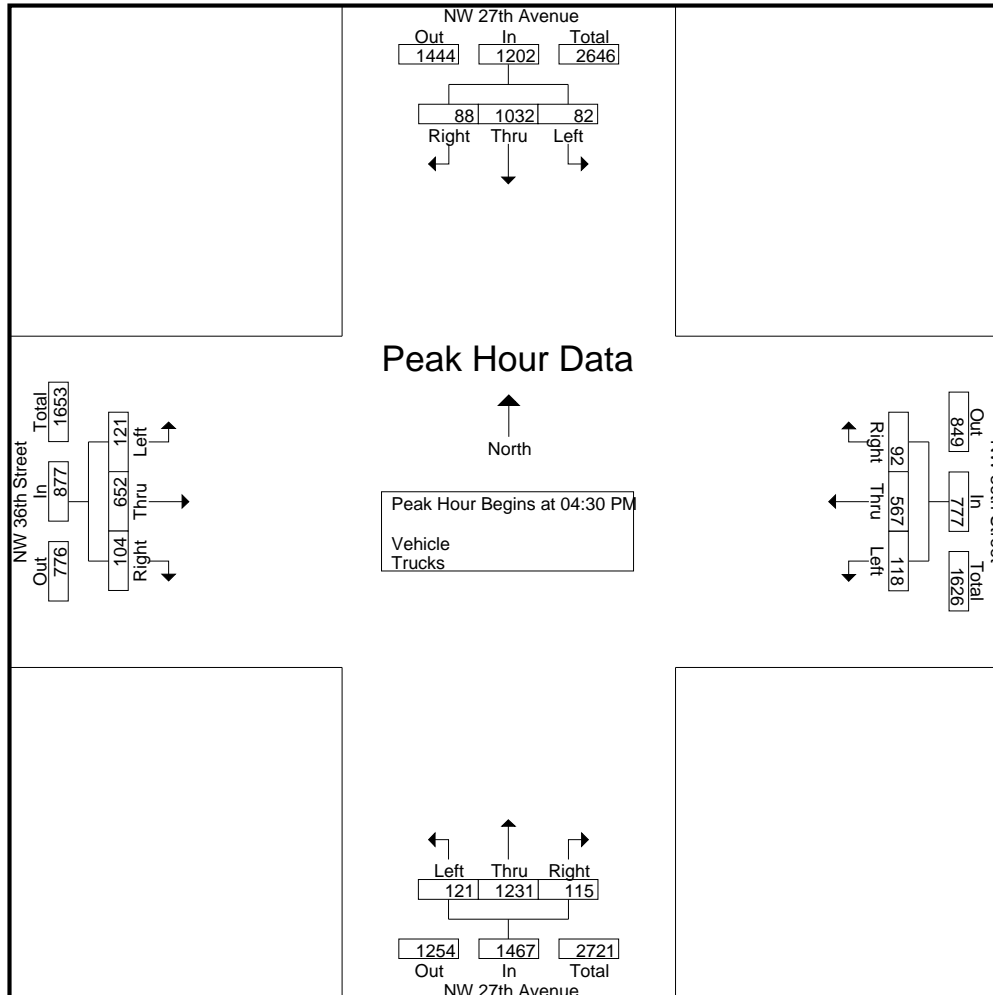 NW 27th Avenue
Out In Total
1444 1202 2646
88 1032 82
Right Thru Left
Peak Hour Data
North
Peak Hour Begins at 04:30 PM
Vehicle
Trucks
NW 36th Street
Total In Out
1653 877 776
121 652 104
Left Thru Right
Right Thru Left
92 567 118
849 777 1626
Out In Total
Left Thru Right
121 1231 115
1254 1467 2721
Out In Total
NW 27th Avenue